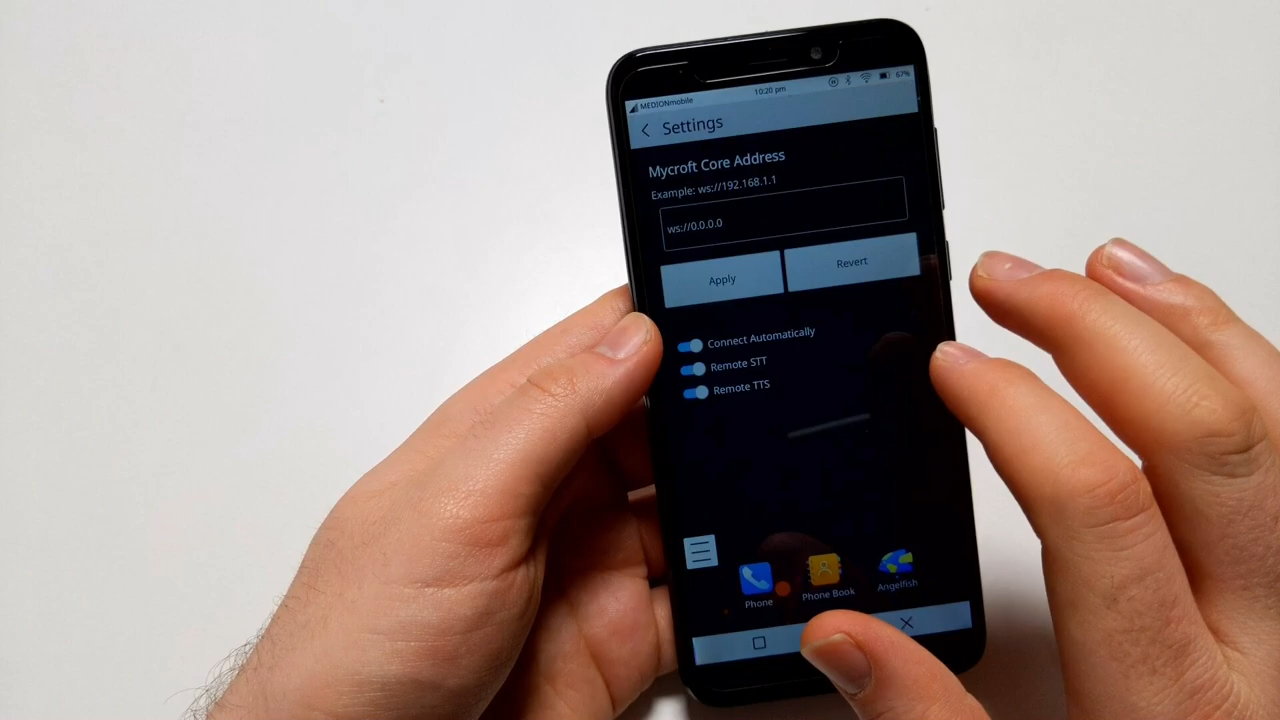 MEDIONmobile 10:20 pm 67%
Settings
Mycroft Core Address
Example: ws://192.168.1.1
ws://0.0.0.0
Apply Revert
Connect Automatically
Remote STT
Remote TTS
Phone Phone Book Angelfish